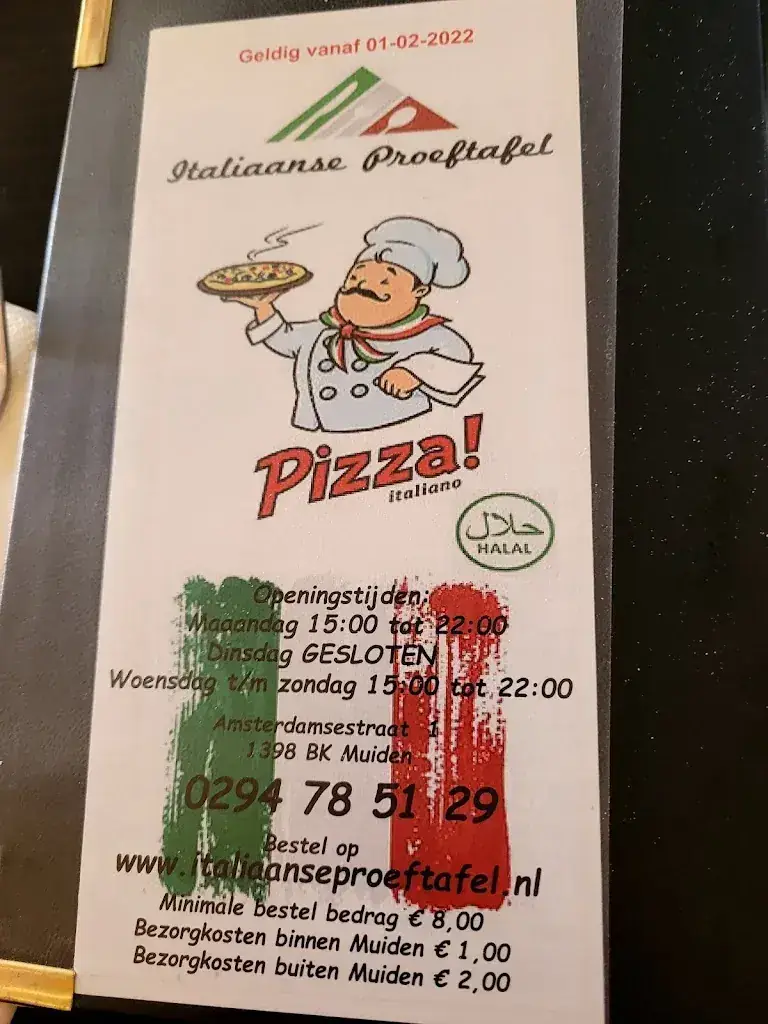 Geldig vanaf 01-02-2022
Italiaanse Proeftafel
Pizza!
italiano
حلال
HALAL
Openingstijden:
Maaandag 15:00 tot 22:00
Dinsdag GESLOTEN
Woensdag t/m zondag 15:00 tot 22:00
Amsterdamsestraat 1
1398 BK Muiden
0294 78 51 29
Bestel op
www.italiaanseproeftafel.nl
Minimale bestel bedrag € 8,00
Bezorgkosten binnen Muiden € 1,00
Bezorgkosten buiten Muiden € 2,00